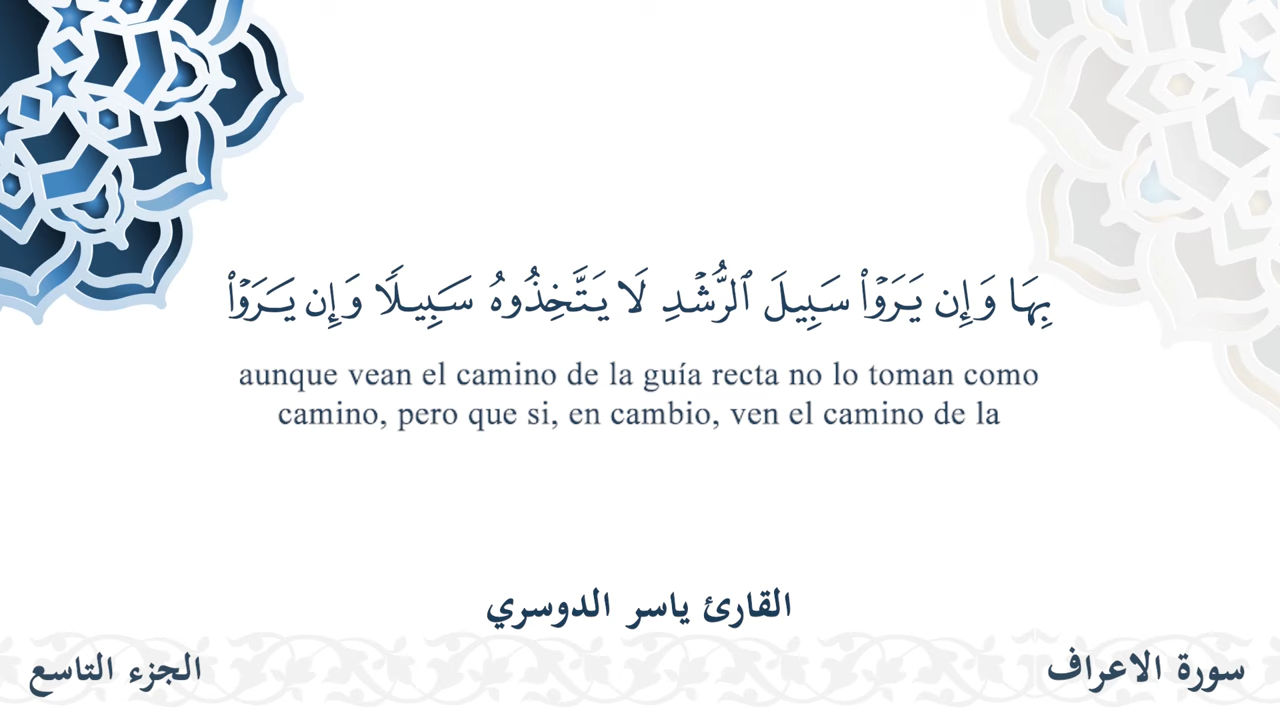 بِهَا وَإِن يَرَوۡاْ سَبِيلَ ٱلرُّشۡدِ لَا يَتَّخِذُوهُ سَبِيلٗا وَإِن يَرَوۡاْ
aunque vean el camino de la guía recta no lo toman como
camino, pero que si, en cambio, ven el camino de la
القارئ ياسر الدوسري
سورة الاعراف
الجزء التاسع